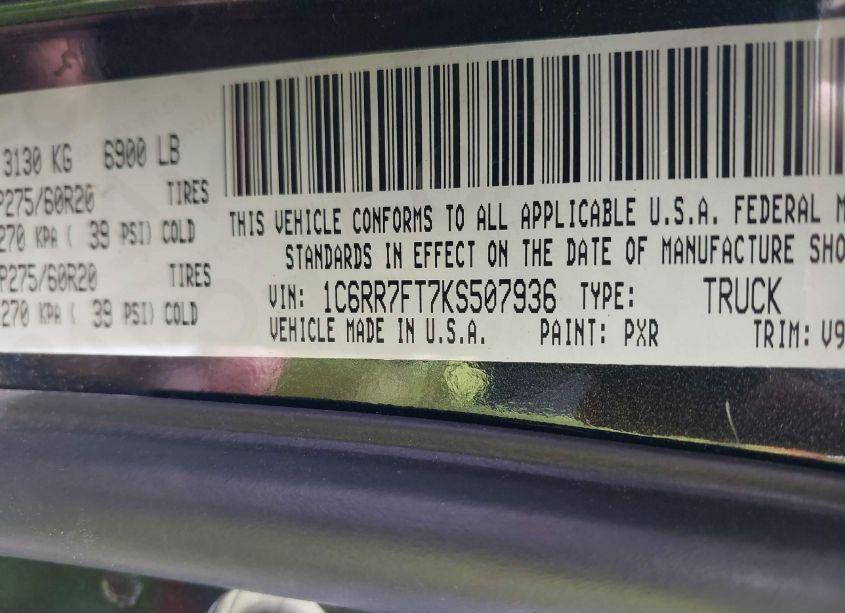 3130 KG 6900 LB
P275/60R20 TIRES
270 KPA ( 39 PSI) COLD
P275/60R20 TIRES
270 KPA ( 39 PSI) COLD
THIS VEHICLE CONFORMS TO ALL APPLICABLE U.S.A. FEDERAL M
STANDARDS IN EFFECT ON THE DATE OF MANUFACTURE SHO
VIN: 1C6RR7FT7KS507936 TYPE: TRUCK
VEHICLE MADE IN U.S.A. PAINT: PXR TRIM: V9